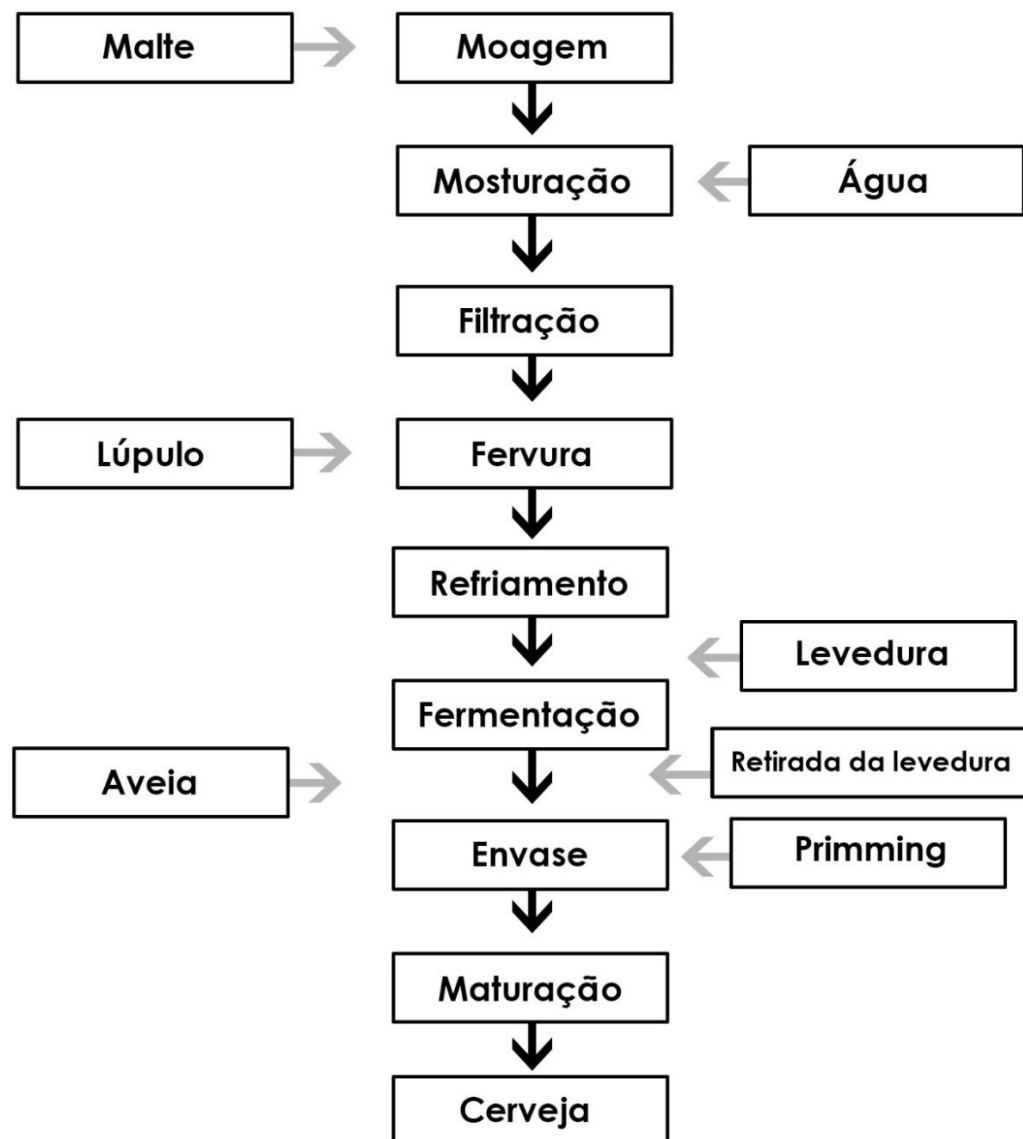 Malte
Moagem
Mosturação
Água
Filtração
Lúpulo
Fervura
Refriamento
Levedura
Fermentação
Retirada da levedura
Aveia
Envase
Primming
Maturação
Cerveja